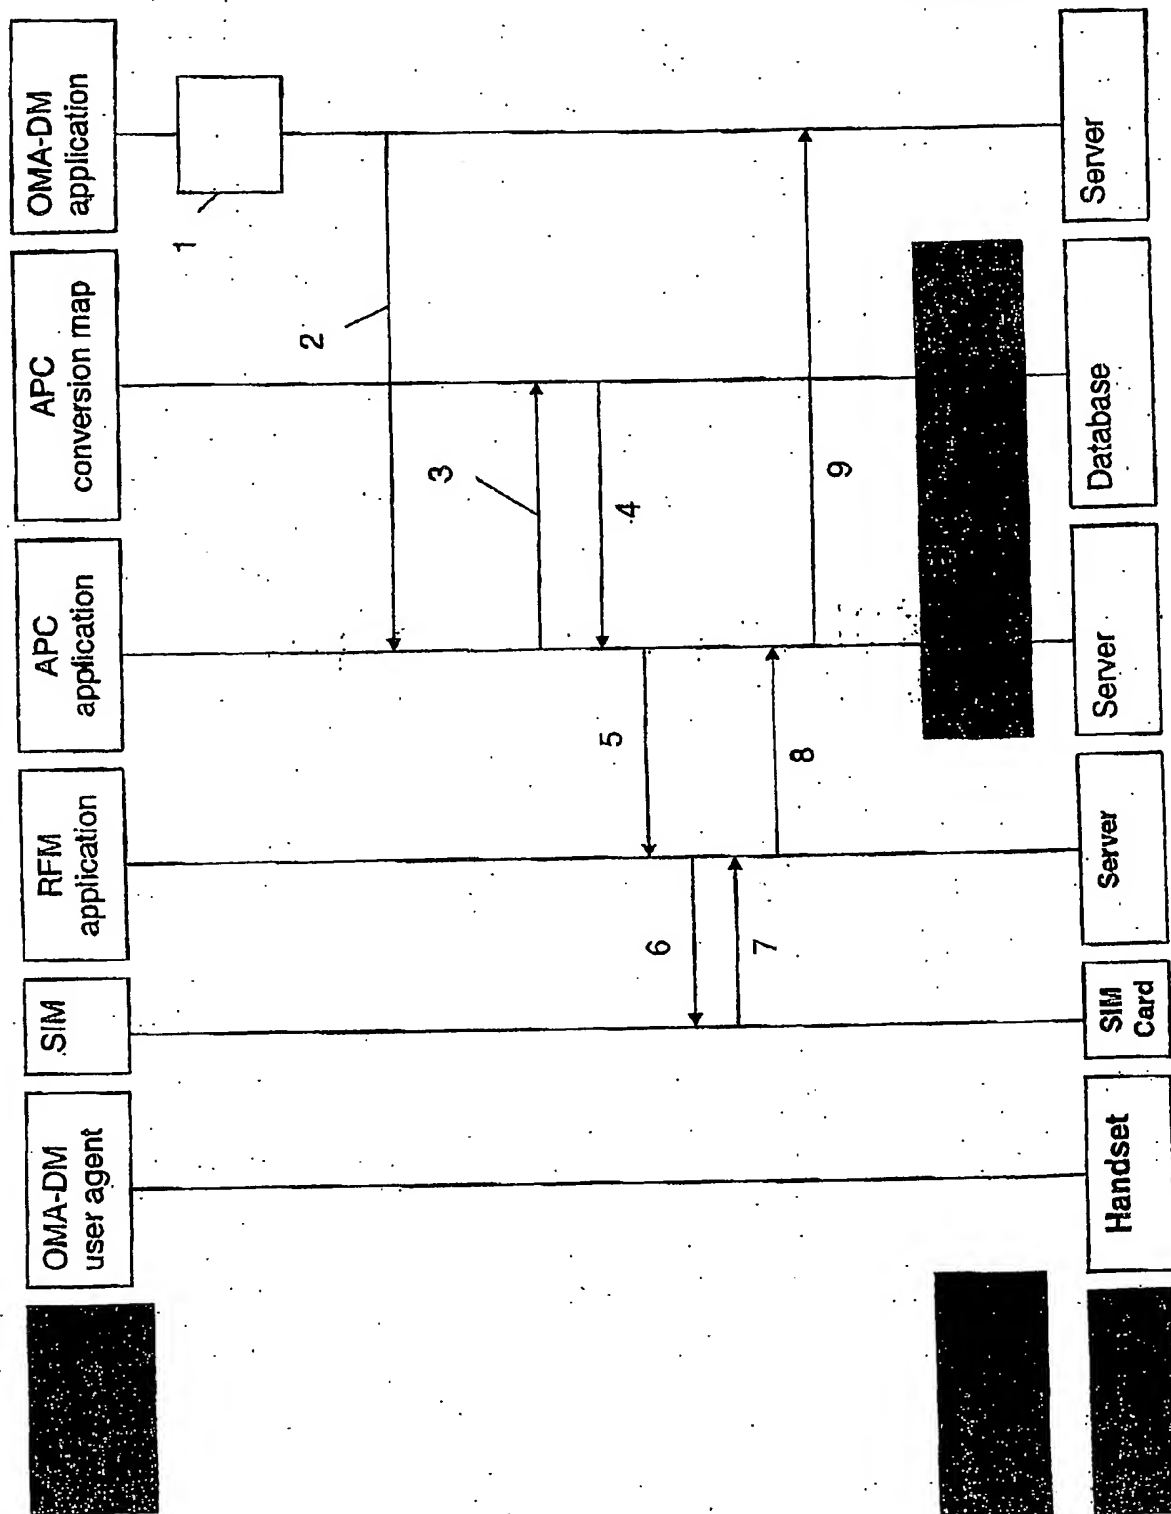 OMA-DM
user agent
SIM
RFM
application
APC
application
APC
conversion map
OMA-DM
application
1
2
3
4
5
6
7
8
9
Handset
SIM
Card
Server
Server
Database
Server